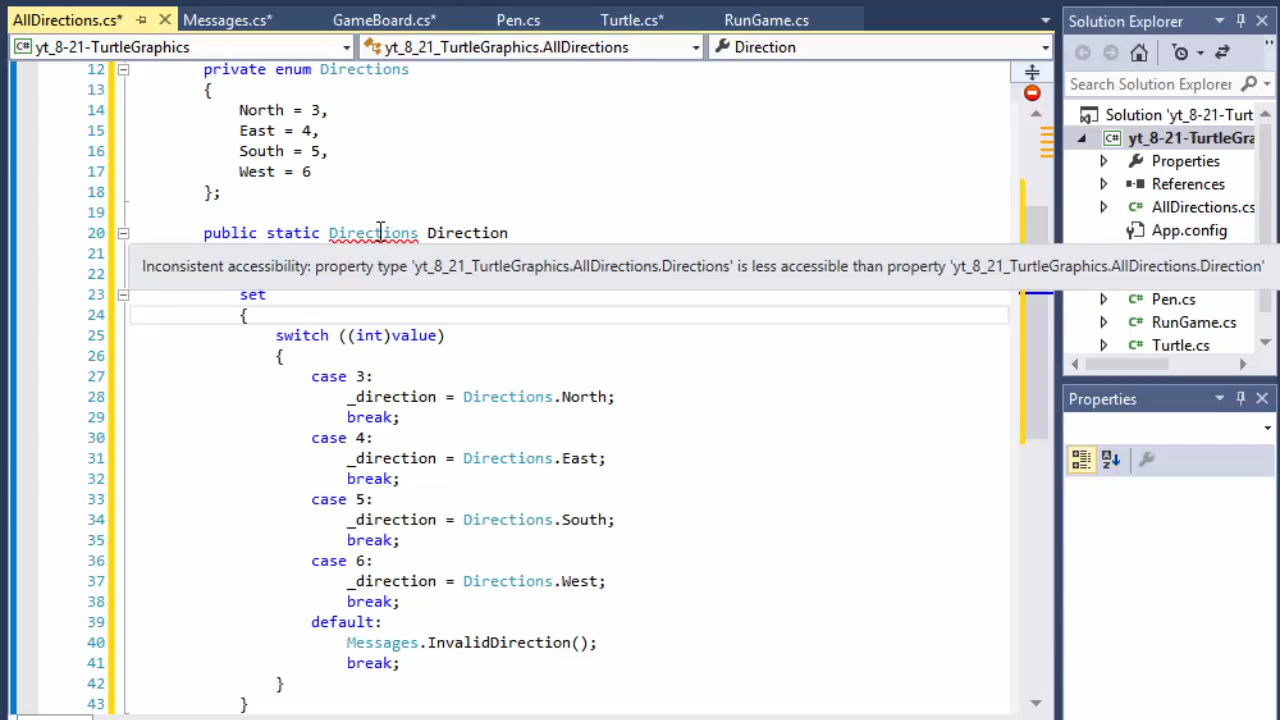 AllDirections.cs* Messages.cs* GameBoard.cs* Pen.cs Turtle.cs* RunGame.cs
Solution Explorer
C# yt_8-21-TurtleGraphics yt_8_21_TurtleGraphics.AllDirections Direction
Search Solution Explorer
Solution 'yt_8-21-Turt
C# yt_8-21-TurtleGra
Properties
References
C# AllDirections.cs
App.config
C# Pen.cs
C# RunGame.cs
C# Turtle.cs
Properties
12 private enum Directions
13 {
14 North = 3,
15 East = 4,
16 South = 5,
17 West = 6
18 };
19
20 public static Directions Direction
21
Inconsistent accessibility: property type 'yt_8_21_TurtleGraphics.AllDirections.Directions' is less accessible than property 'yt_8_21_TurtleGraphics.AllDirections.Direction'
22
23 set
24 {
25 switch ((int)value)
26 {
27 case 3:
28 _direction = Directions.North;
29 break;
30 case 4:
31 _direction = Directions.East;
32 break;
33 case 5:
34 _direction = Directions.South;
35 break;
36 case 6:
37 _direction = Directions.West;
38 break;
39 default:
40 Messages.InvalidDirection();
41 break;
42 }
43 }